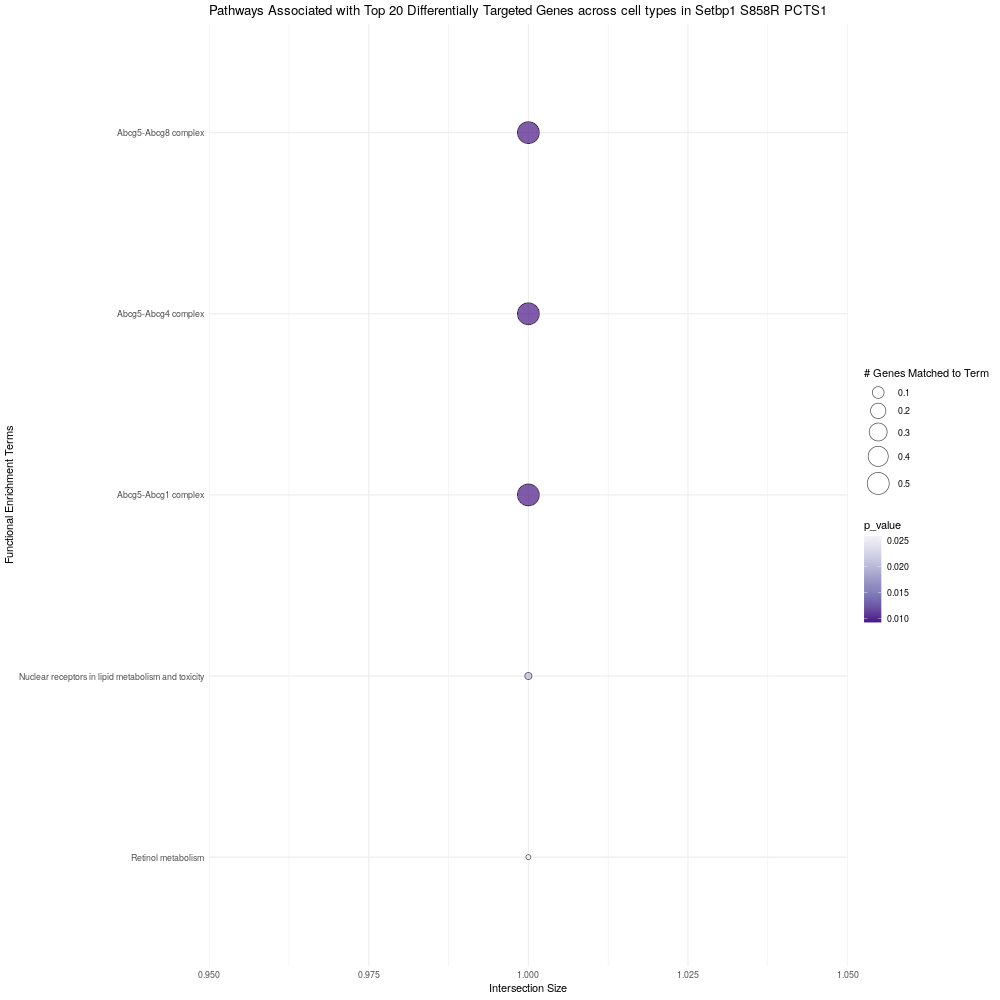 Pathways Associated with Top 20 Differentially Targeted Genes across cell types in Setbp1 S858R PCTS1
Functional Enrichment Terms
Abcg5-Abcg8 complex
Abcg5-Abcg4 complex
Abcg5-Abcg1 complex
Nuclear receptors in lipid metabolism and toxicity
Retinol metabolism
0.950
0.975
1.000
1.025
1.050
Intersection Size
# Genes Matched to Term
0.1
0.2
0.3
0.4
0.5
p_value
0.025
0.020
0.015
0.010